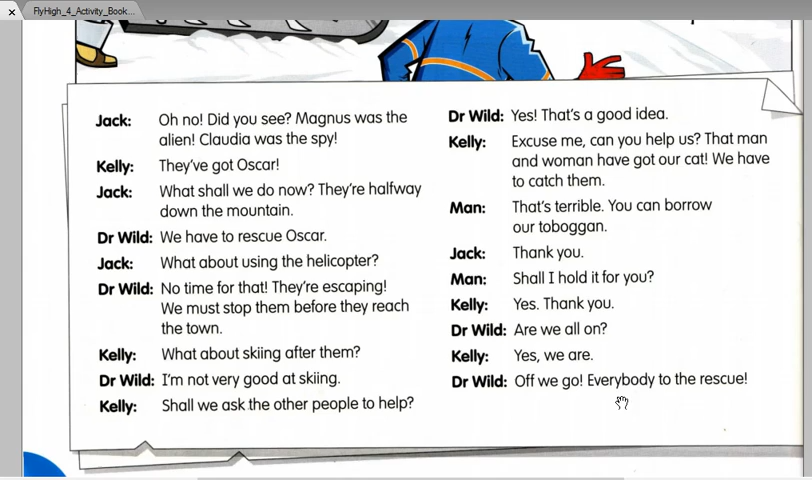 FlyHigh_4_Activity_Book...
Jack: Oh no! Did you see? Magnus was the
alien! Claudia was the spy!
Kelly: They've got Oscar!
Jack: What shall we do now? They're halfway
down the mountain.
Dr Wild: We have to rescue Oscar.
Jack: What about using the helicopter?
Dr Wild: No time for that! They're escaping!
We must stop them before they reach
the town.
Kelly: What about skiing after them?
Dr Wild: I'm not very good at skiing.
Kelly: Shall we ask the other people to help?
Dr Wild: Yes! That's a good idea.
Kelly: Excuse me, can you help us? That man
and woman have got our cat! We have
to catch them.
Man: That's terrible. You can borrow
our toboggan.
Jack: Thank you.
Man: Shall I hold it for you?
Kelly: Yes. Thank you.
Dr Wild: Are we all on?
Kelly: Yes, we are.
Dr Wild: Off we go! Everybody to the rescue!